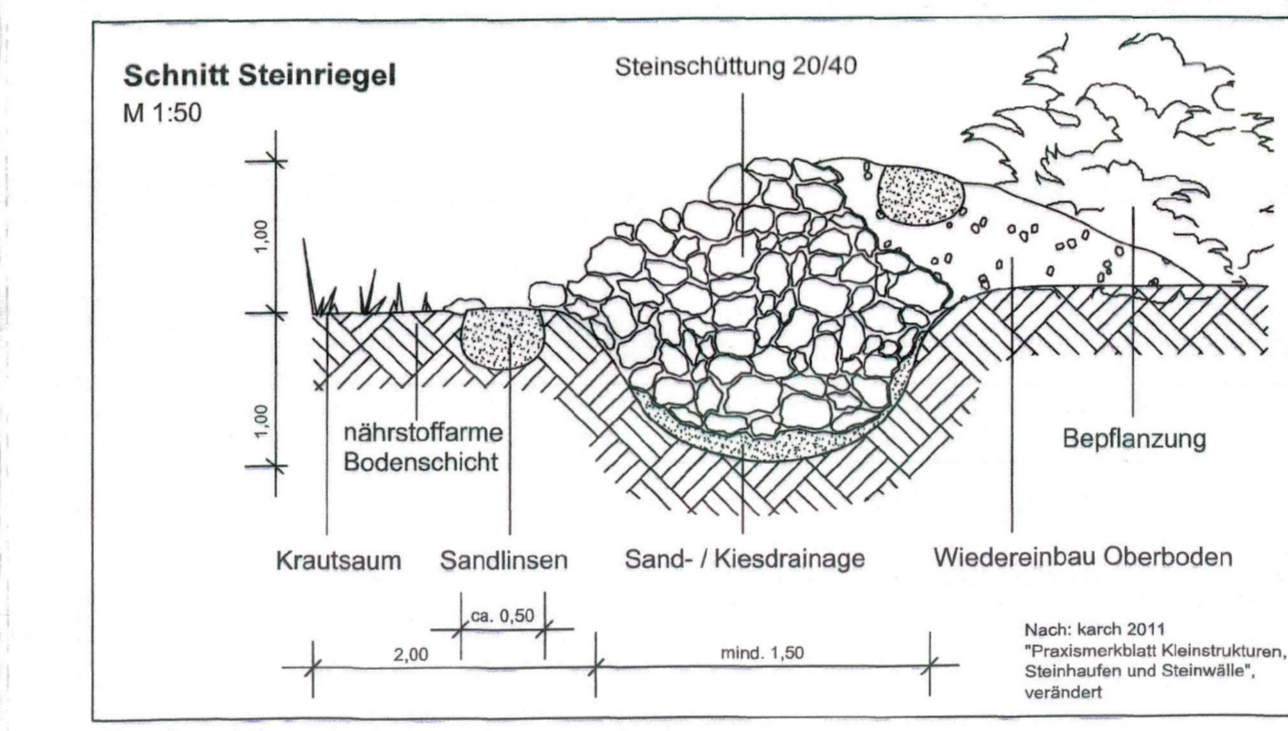 Schnitt Steinriegel
M 1:50
Steinschüttung 20/40
1,00
1,00
nährstoffarme
Bodenschicht
Bepflanzung
Krautsaum
Sandlinsen
Sand- / Kiesdrainage
Wiedereinbau Oberboden
ca. 0,50
2,00
mind. 1,50
Nach: karch 2011
"Praxismerkblatt Kleinstrukturen,
Steinhaufen und Steinwälle",
verändert